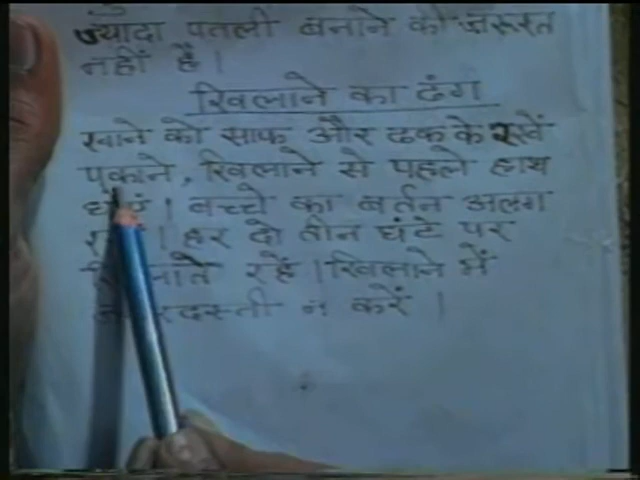 ज्यादा पतली बनाने की जरूरत
नहीं है।
खिलाने का ढंग
खाने को साफ और ढक के रखें
पकाने, खिलाने से पहले हाथ
। बच्चे का बर्तन अलग
। हर दो तीन घंटे पर
रहें। खिलाने में
न करें ।